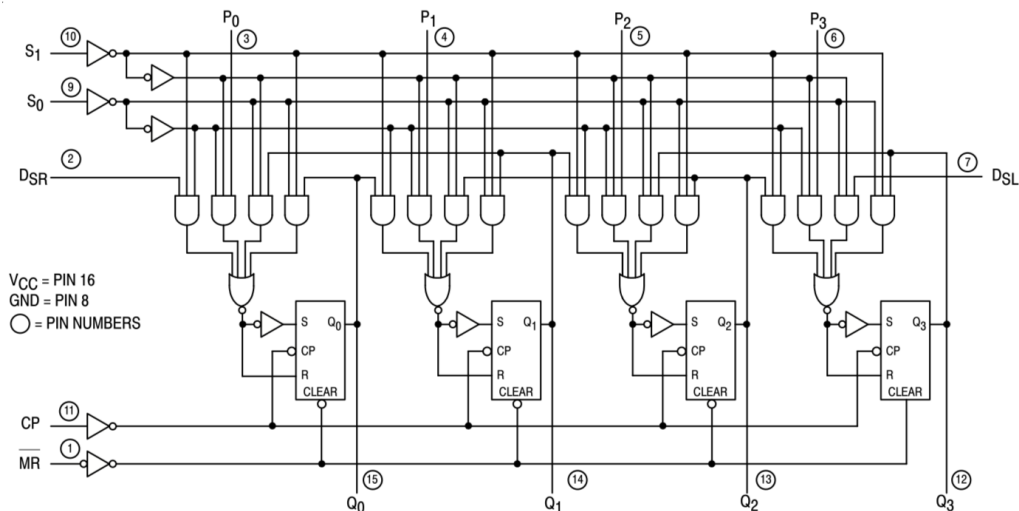 P0 P1 P2 P3
3 4 5 6
S1 10
S0 9
DSR 2
7 DSL
VCC = PIN 16
GND = PIN 8
= PIN NUMBERS
S Q0 S Q1 S Q2 S Q3
CP CP CP CP
R R R R
CLEAR CLEAR CLEAR CLEAR
CP 11
MR 1
15 14 13 12
Q0 Q1 Q2 Q3